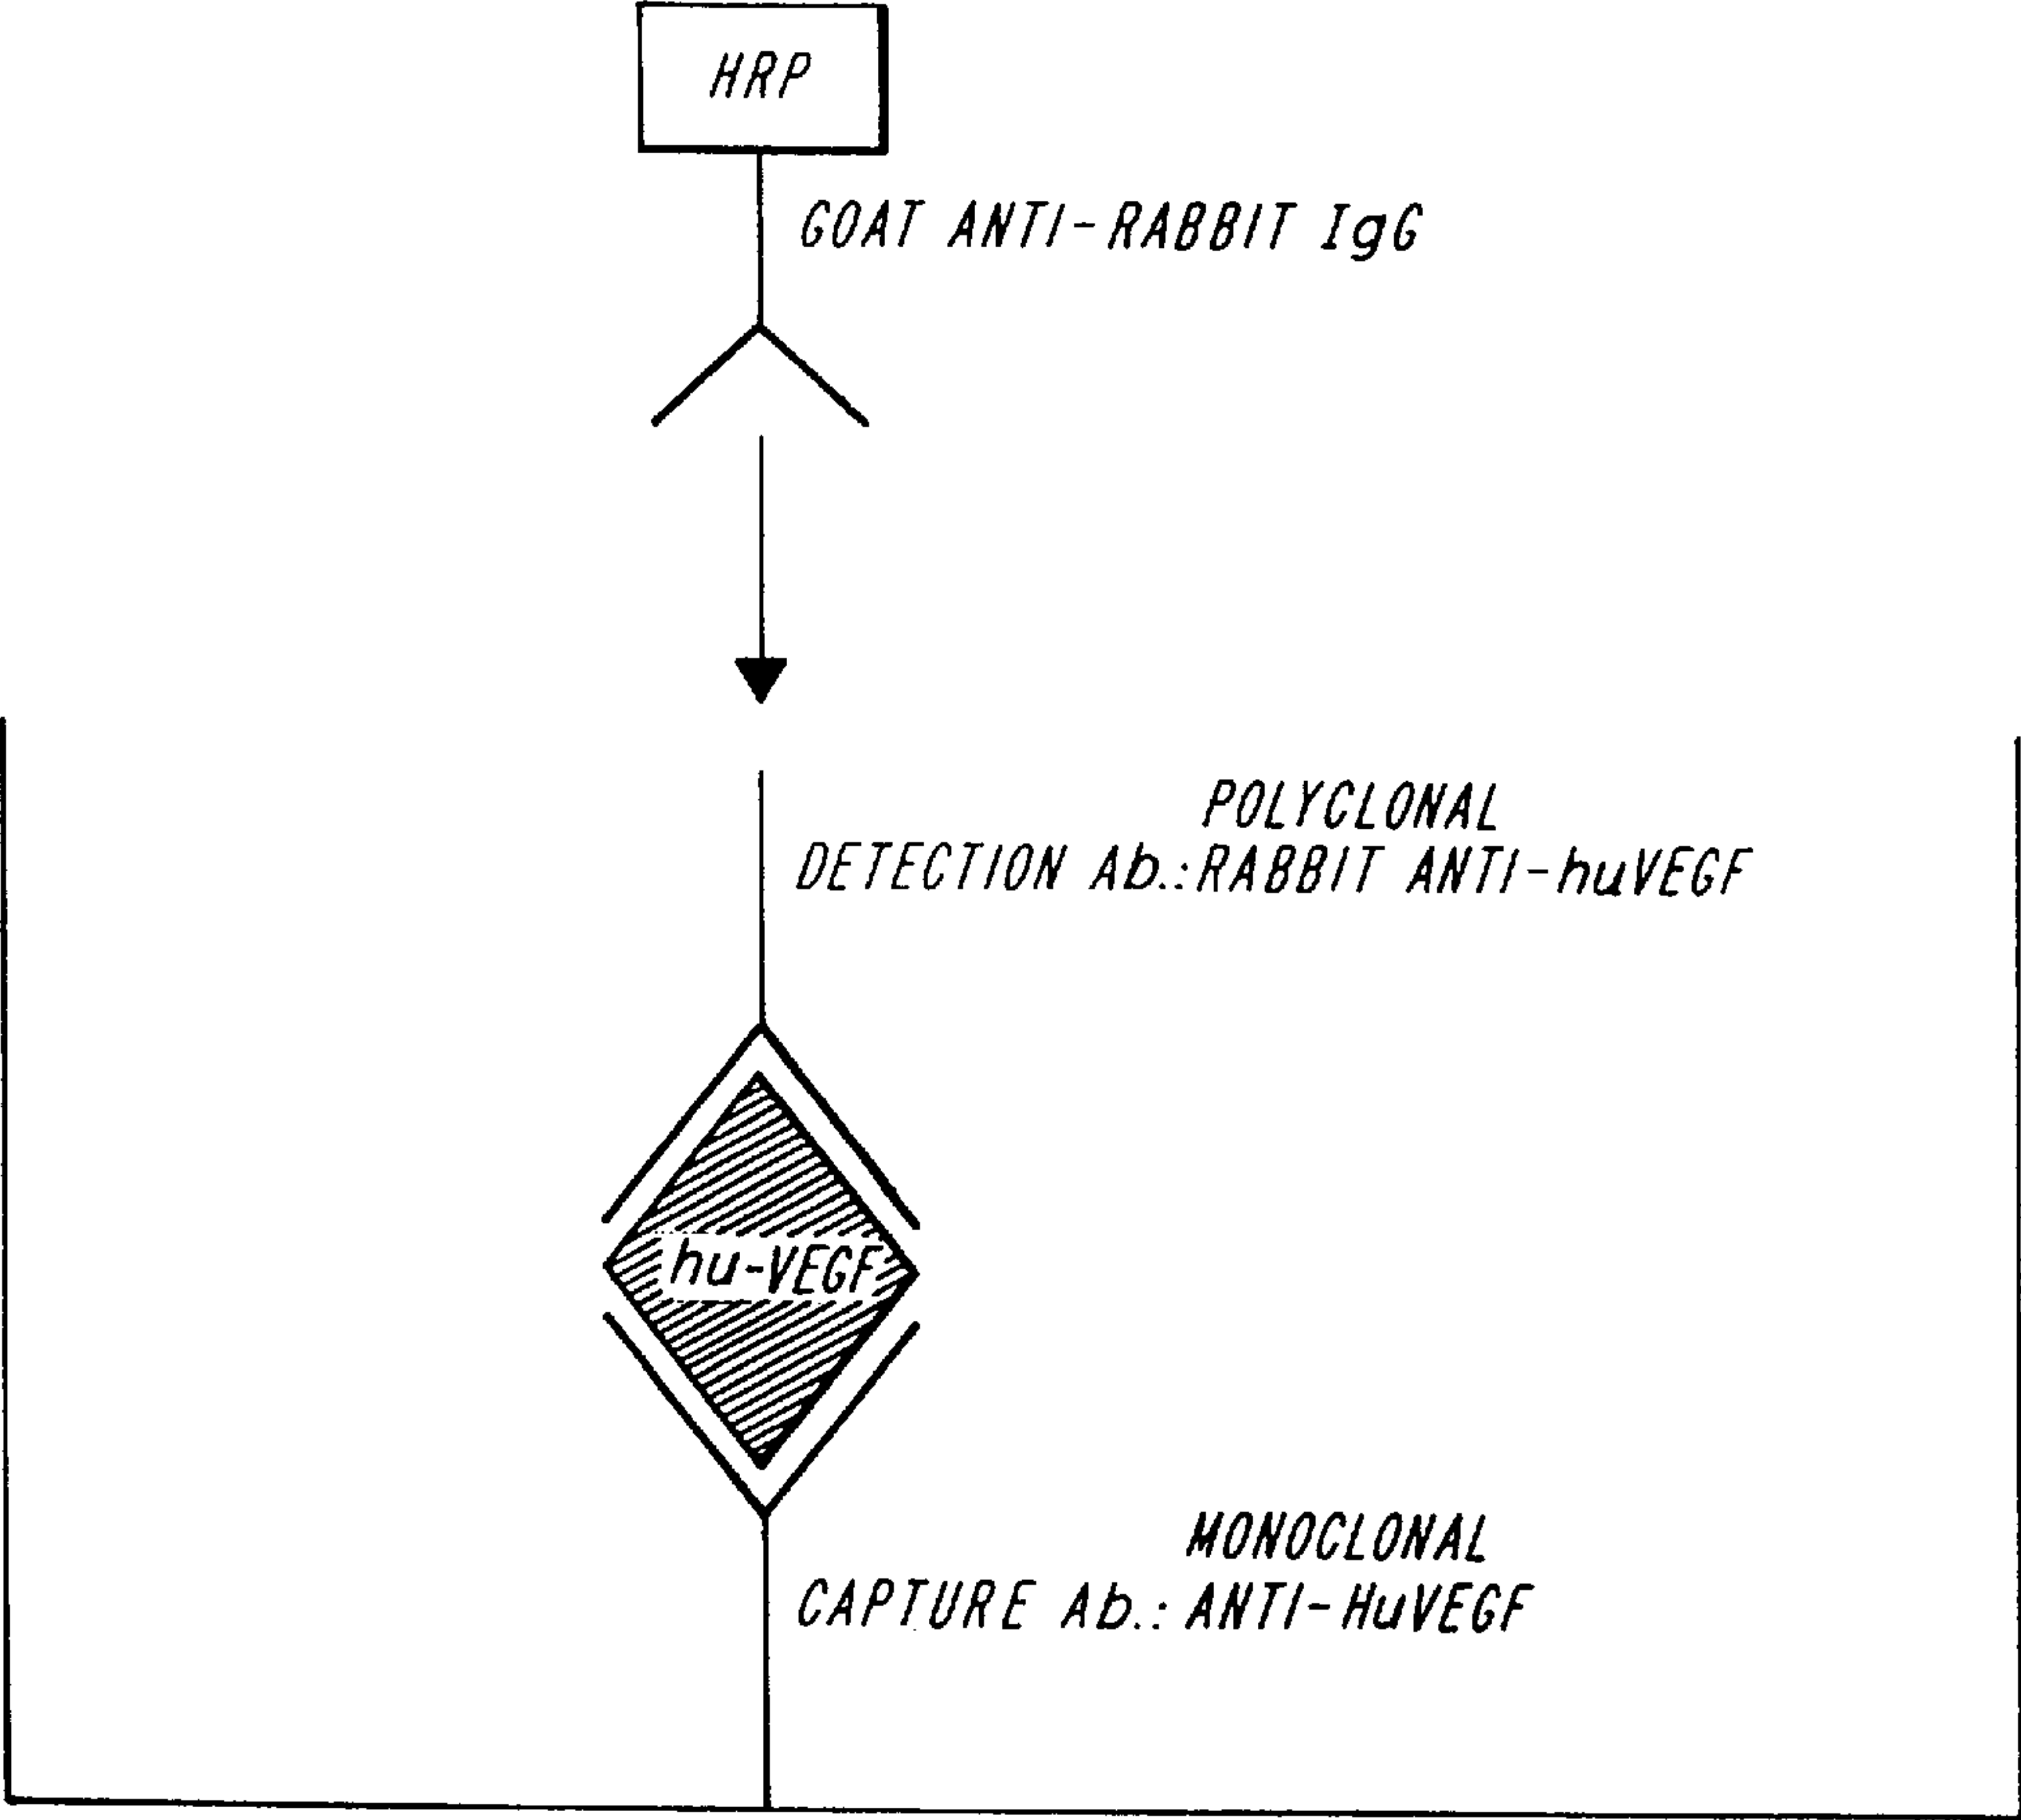 HRP
GOAT ANTI-RABBIT IgG
POLYCLONAL
DETECTION Ab.:RABBIT ANTI-huVEGF
hu-VEGF
MONOCLONAL
CAPTURE Ab.: ANTI-HuVEGF